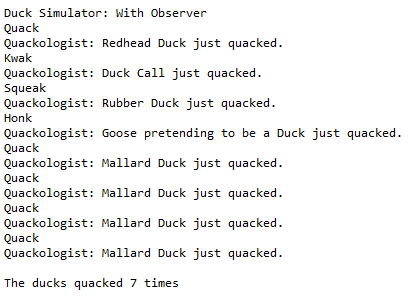 Duck Simulator: With Observer
Quack
Quackologist: Redhead Duck just quacked.
Kwak
Quackologist: Duck Call just quacked.
Squeak
Quackologist: Rubber Duck just quacked.
Honk
Quackologist: Goose pretending to be a Duck just quacked.
Quack
Quackologist: Mallard Duck just quacked.
Quack
Quackologist: Mallard Duck just quacked.
Quack
Quackologist: Mallard Duck just quacked.
Quack
Quackologist: Mallard Duck just quacked.

The ducks quacked 7 times